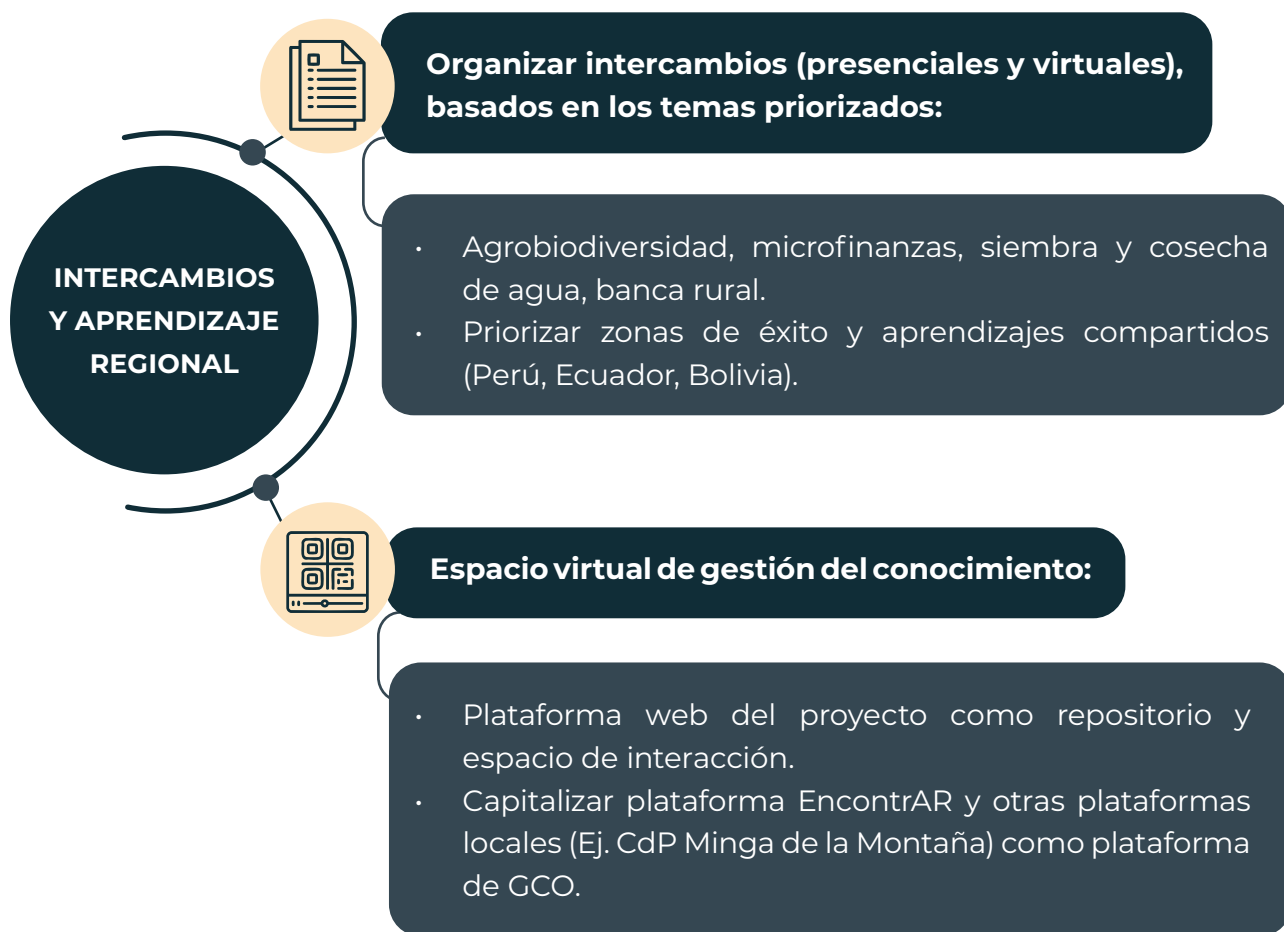 Organizar intercambios (presenciales y virtuales),
basados en los temas priorizados:
INTERCAMBIOS
Y APRENDIZAJE
REGIONAL
• Agrobiodiversidad, microfinanzas, siembra y cosecha
de agua, banca rural.
• Priorizar zonas de éxito y aprendizajes compartidos
(Perú, Ecuador, Bolivia).
Espacio virtual de gestión del conocimiento:
• Plataforma web del proyecto como repositorio y
espacio de interacción.
• Capitalizar plataforma EncontrAR y otras plataformas
locales (Ej. CdP Minga de la Montaña) como plataforma
de GCO.